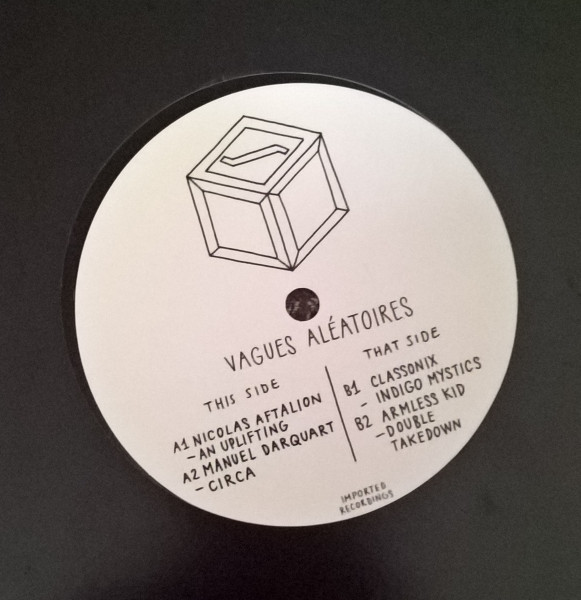 VAGUES ALÉATOIRES
THIS SIDE
A1 NICOLAS AFTALION
- AN UPLIFTING
A2 MANUEL DARQUART
- CIRCA
THAT SIDE
B1 CLASSONIX
- INDIGO MYSTICS
B2 ARMLESS KID
- DOUBLE
TAKEDOWN
IMPORTED
RECORDINGS